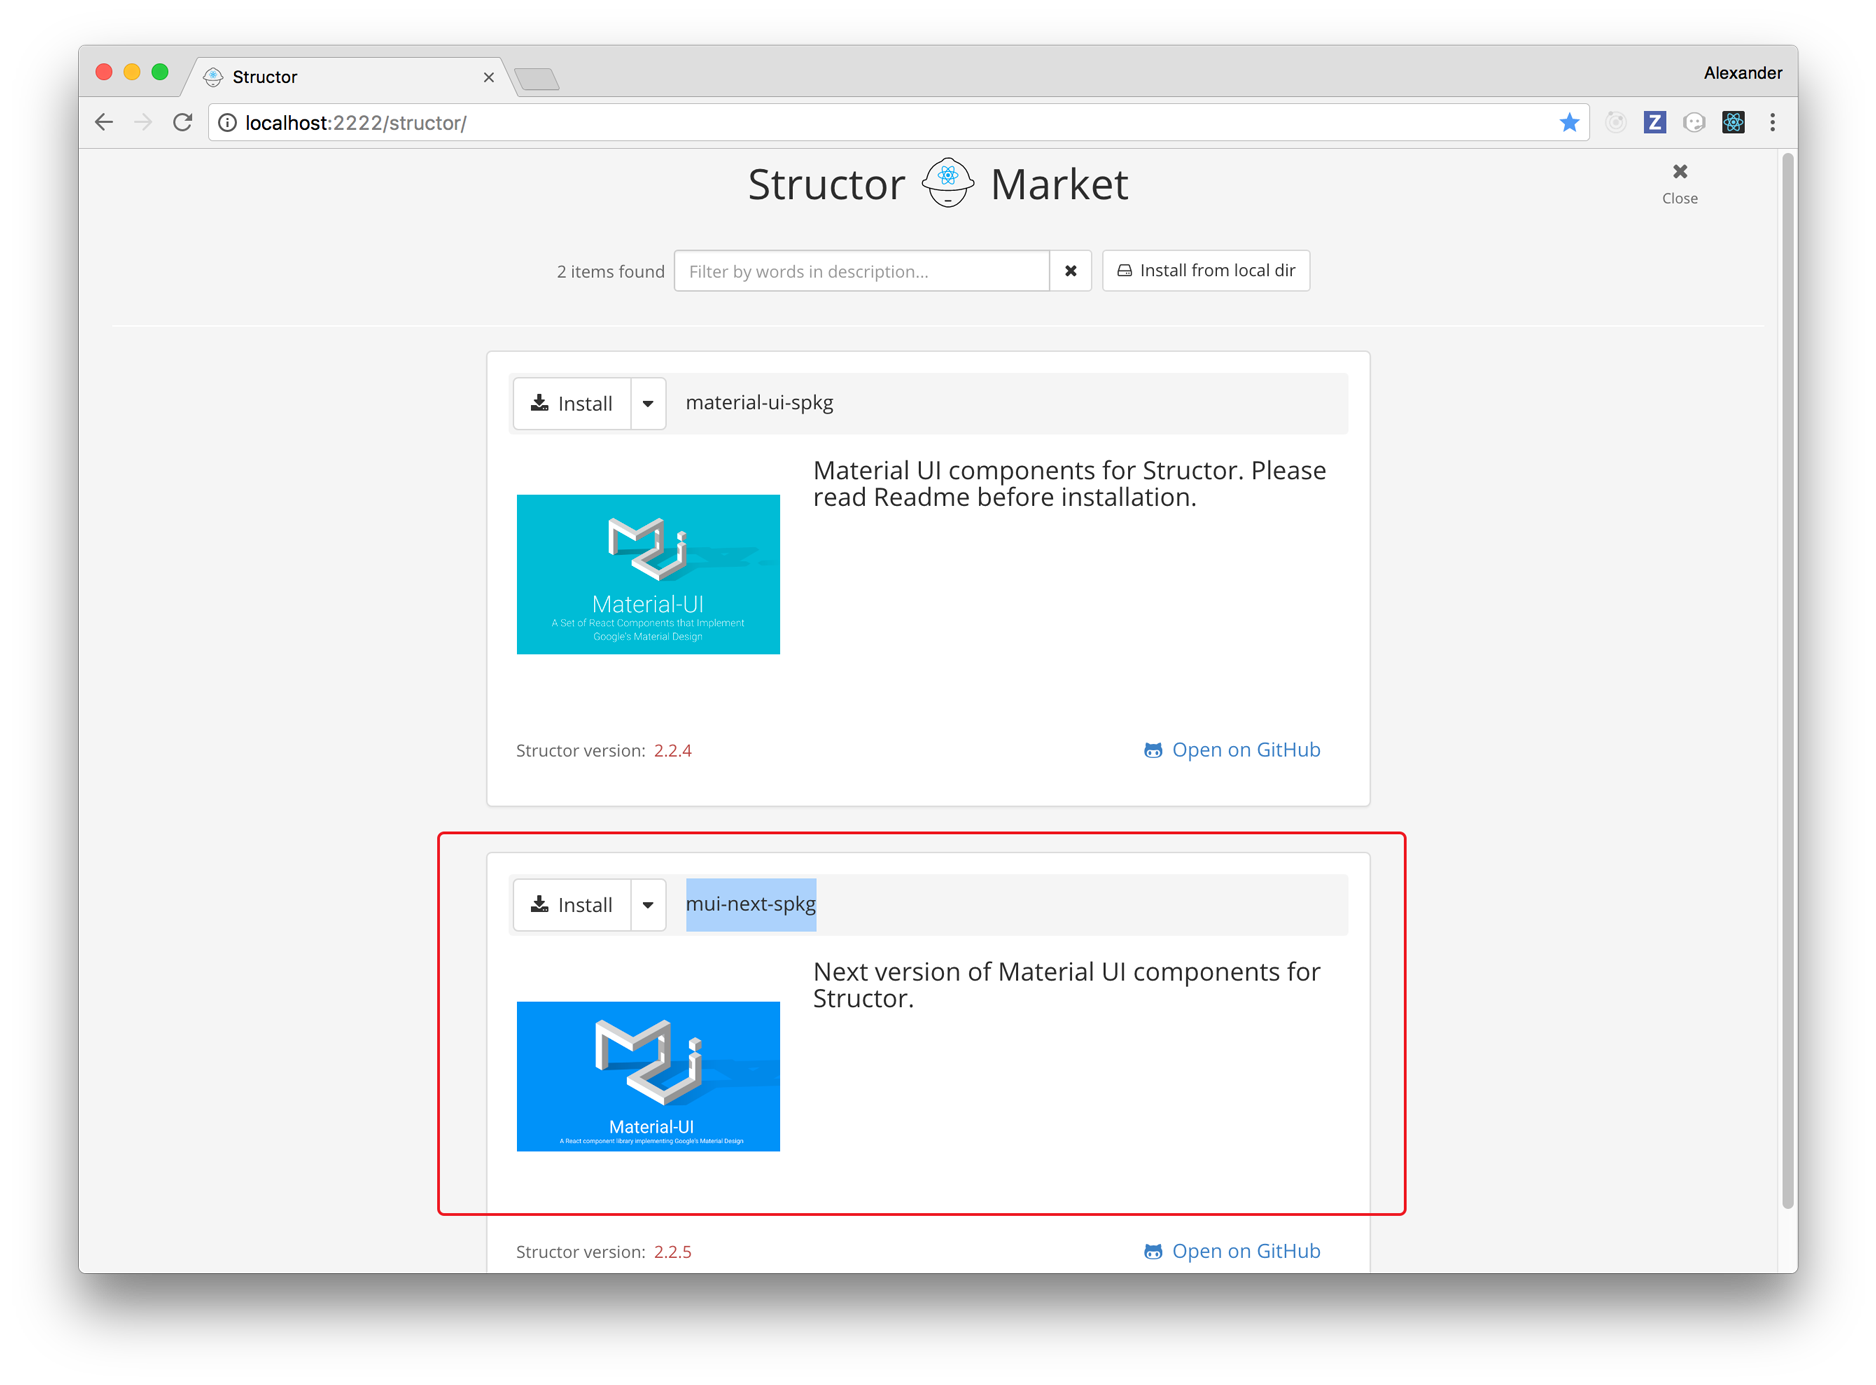 Structor
Alexander
localhost:2222/structor/
Structor Market
Close
2 items found
Filter by words in description...
Install from local dir
Install
material-ui-spkg
Material UI components for Structor. Please
read Readme before installation.
Material-UI
A Set of React Components that Implement
Google's Material Design
Structor version: 2.2.4
Open on GitHub
Install
mui-next-spkg
Next version of Material UI components for
Structor.
Material-UI
A React component library implementing Google's Material Design
Structor version: 2.2.5
Open on GitHub